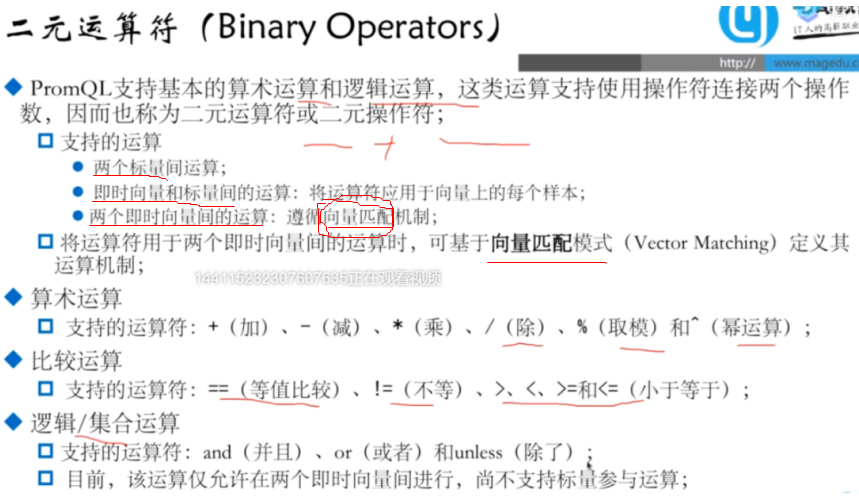 二元运算符（Binary Operators）
http://
www.magedu.c
PromQL支持基本的算术运算和逻辑运算，这类运算支持使用操作符连接两个操作
数，因而也称为二元运算符或二元操作符；
支持的运算
两个标量间运算；
即时向量和标量间的运算：将运算符应用于向量上的每个样本；
两个即时向量间的运算：遵循向量匹配机制；
将运算符用于两个即时向量间的运算时，可基于向量匹配模式（Vector Matching）定义其
运算机制；
144115232307607635正在观看视频
算术运算
支持的运算符：+（加）、-（减）、*（乘）、/（除）、%（取模）和^（幂运算）；
比较运算
支持的运算符：==（等值比较）、!=（不等）、>、<、>=和<=（小于等于）；
逻辑/集合运算
支持的运算符：and（并且）、or（或者）和unless（除了）；
目前，该运算仅允许在两个即时向量间进行，尚不支持标量参与运算；